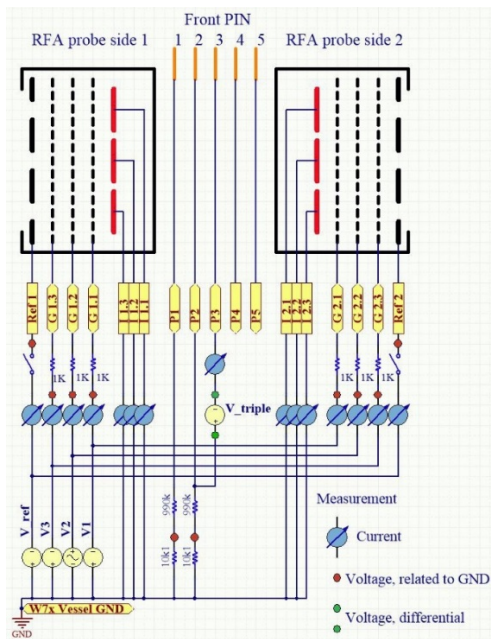 Front PIN
RFA probe side 1
1 2 3 4 5
RFA probe side 2
Ref 1
G 1.3
G 1.2
G 1.1
I 1.3
I 1.2
I 1.1
P1
P2
P3
P4
P5
I 2.1
I 2.2
I 2.3
G 2.1
G 2.2
G 2.3
Ref 2
1K
1K
1K
1K
V_triple
V_ref
V3
V2
V1
990k
990k
10k1
10k1
Measurement
Current
Voltage, related to GND
Voltage, differential
W7x Vessel GND
GND